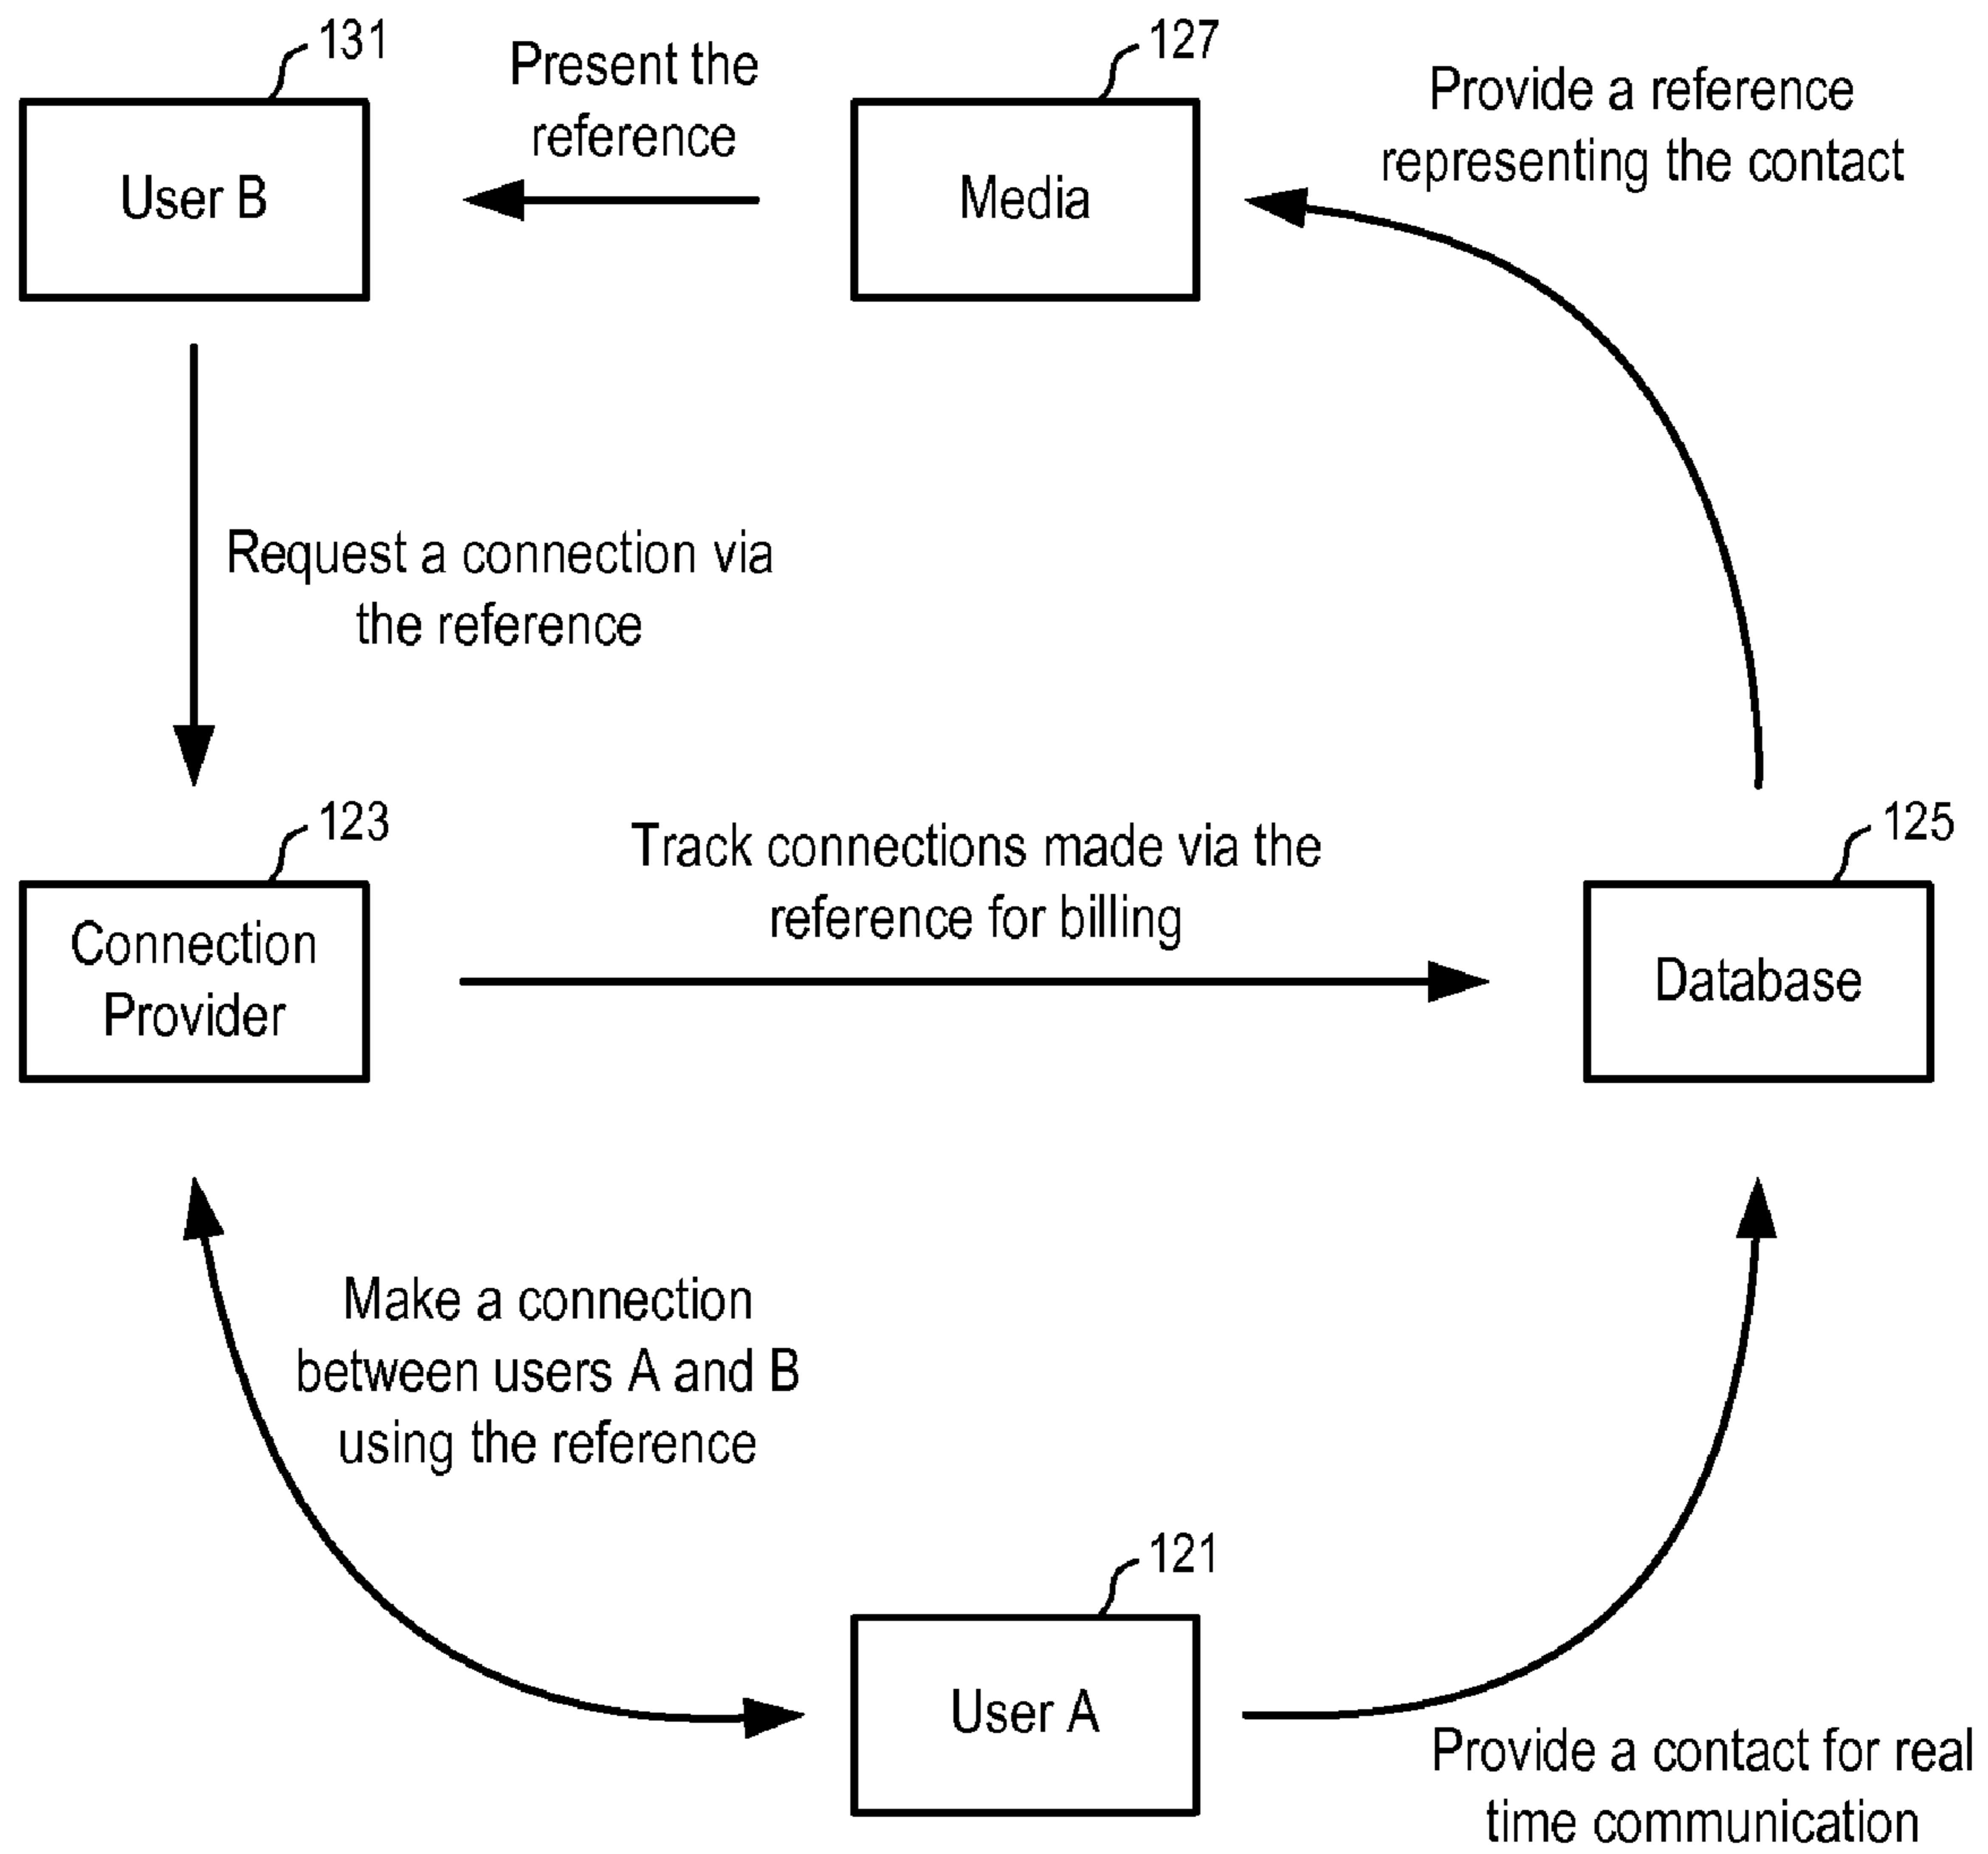 131
Present the
reference
127
Provide a reference
representing the contact
User B
Media
Request a connection via
the reference
123
Track connections made via the
reference for billing
125
Connection
Provider
Database
Make a connection
between users A and B
using the reference
121
User A
Provide a contact for real
time communication